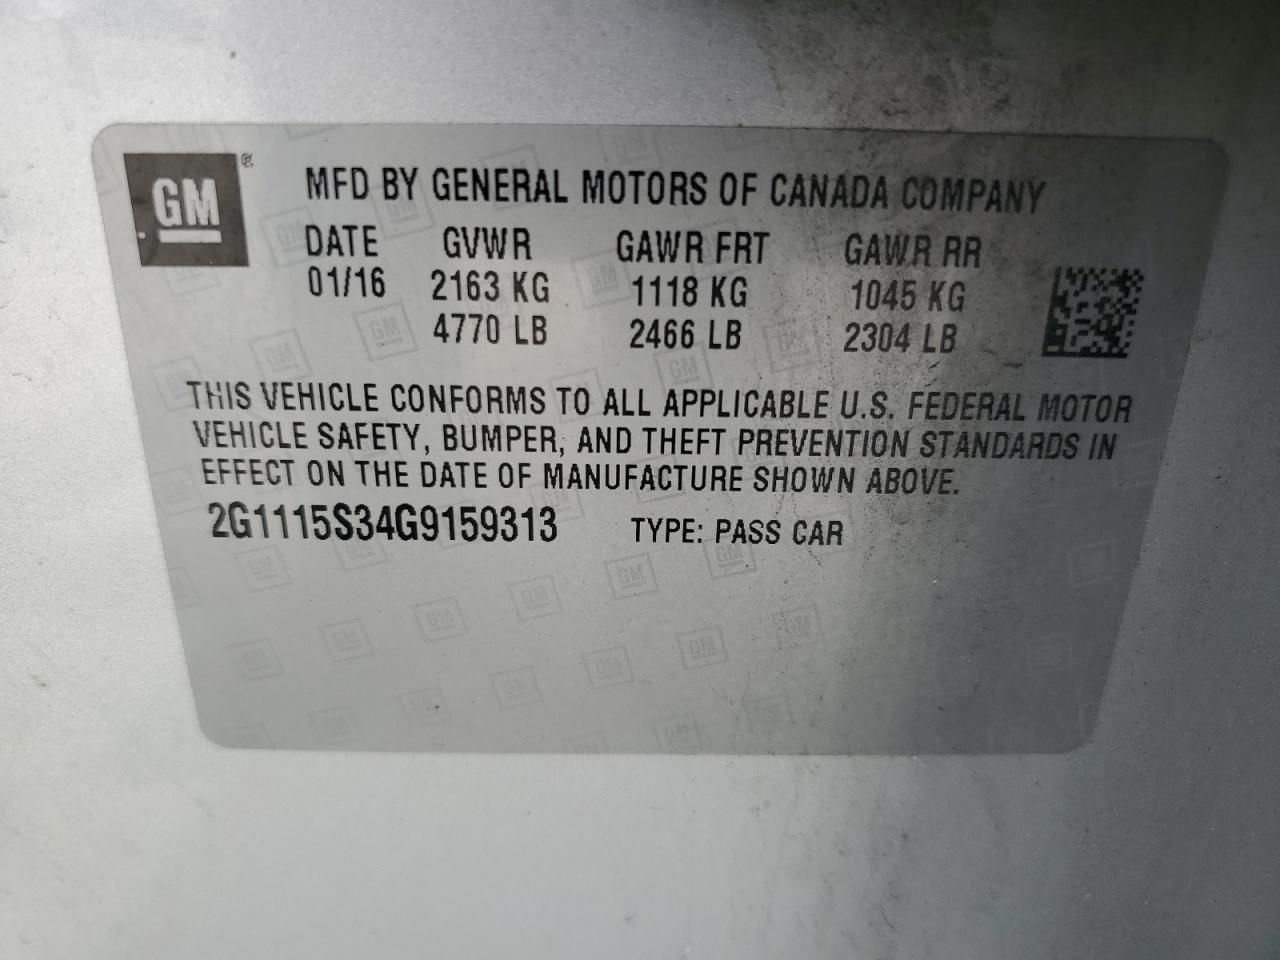 GM
MFD BY GENERAL MOTORS OF CANADA COMPANY
DATE GVWR GAWR FRT GAWR RR
01/16 2163 KG 1118 KG 1045 KG
4770 LB 2466 LB 2304 LB
THIS VEHICLE CONFORMS TO ALL APPLICABLE U.S. FEDERAL MOTOR
VEHICLE SAFETY, BUMPER, AND THEFT PREVENTION STANDARDS IN
EFFECT ON THE DATE OF MANUFACTURE SHOWN ABOVE.
2G1115S34G9159313 TYPE: PASS CAR